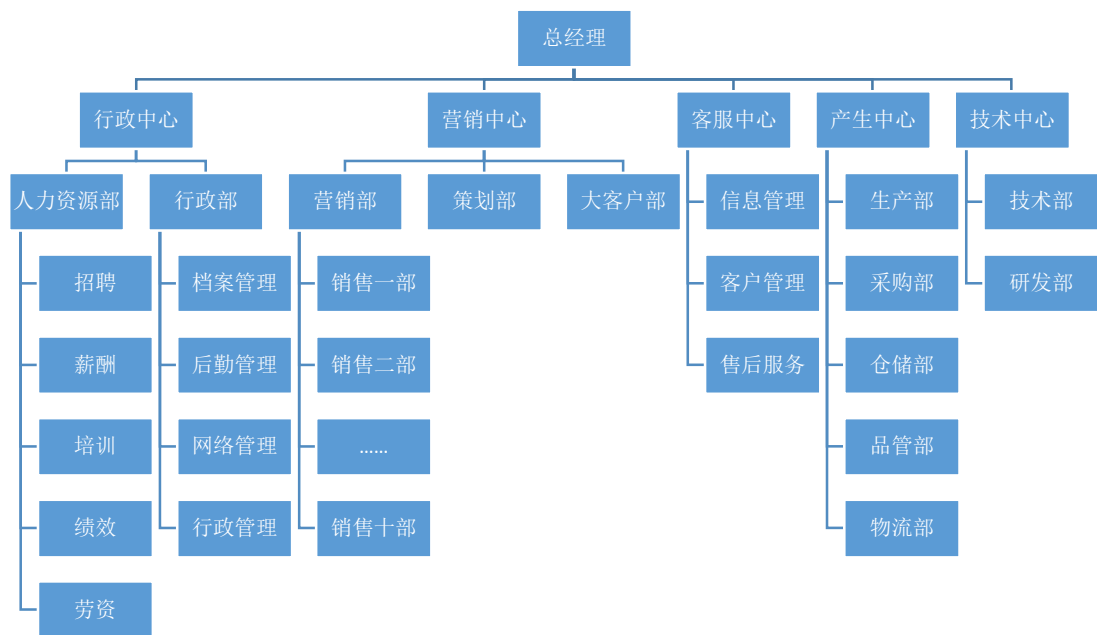 总经理
行政中心
营销中心
客服中心
产生中心
技术中心
人力资源部
行政部
营销部
策划部
大客户部
信息管理
生产部
技术部
招聘
档案管理
销售一部
客户管理
采购部
研发部
薪酬
后勤管理
销售二部
售后服务
仓储部
培训
网络管理
......
品管部
绩效
行政管理
销售十部
物流部
劳资